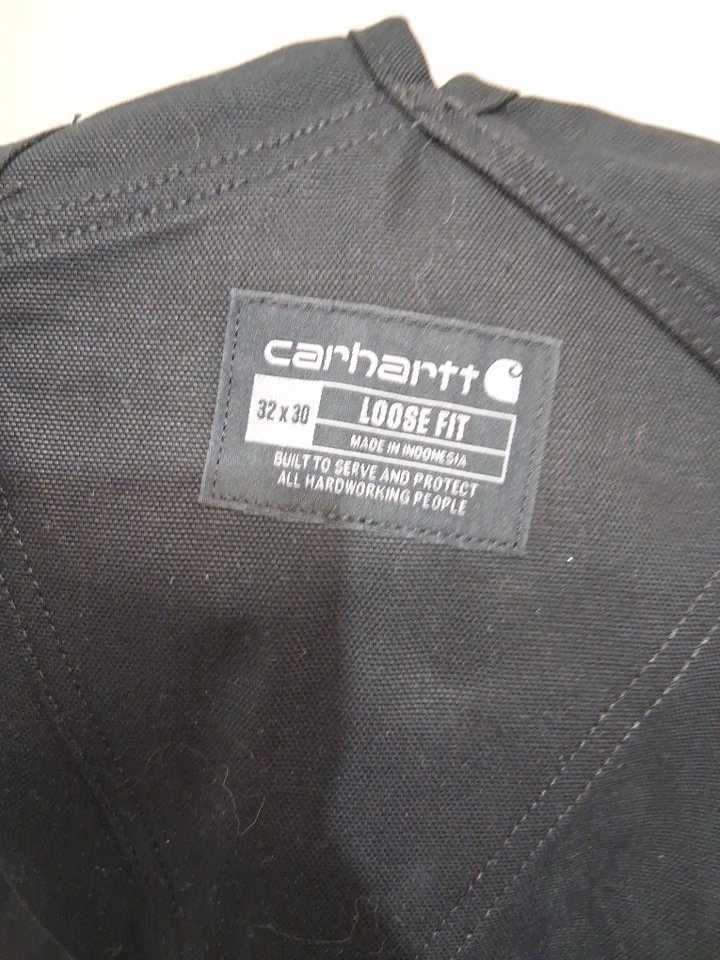 carhartt
32 x 30
LOOSE FIT
MADE IN INDONESIA
BUILT TO SERVE AND PROTECT
ALL HARDWORKING PEOPLE